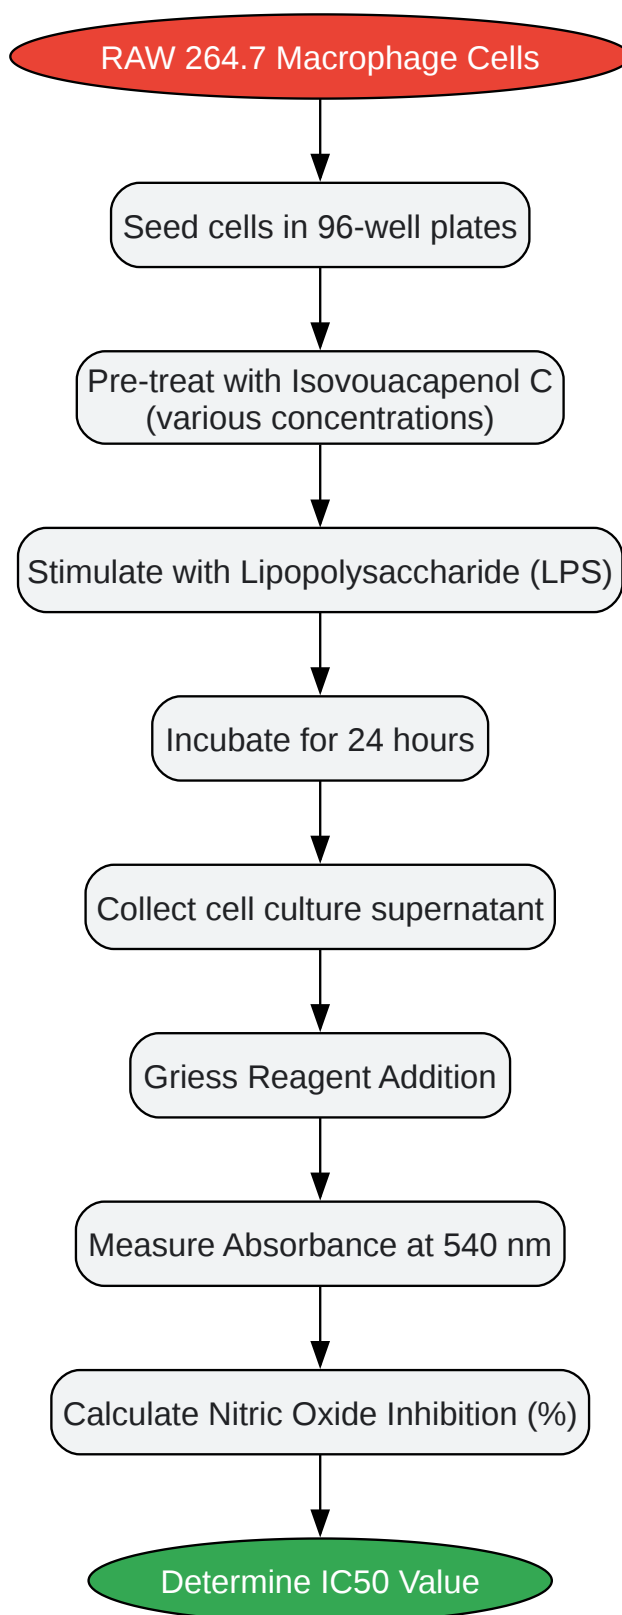 RAW 264.7 Macrophage Cells
Seed cells in 96-well plates
Pre-treat with Isovouacapenol C
(various concentrations)
Stimulate with Lipopolysaccharide (LPS)
Incubate for 24 hours
Collect cell culture supernatant
Griess Reagent Addition
Measure Absorbance at 540 nm
Calculate Nitric Oxide Inhibition (%)
Determine IC50 Value